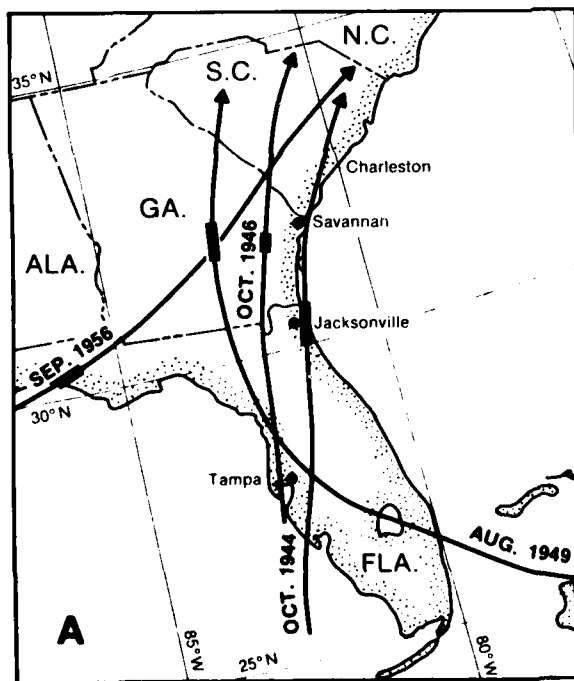 N.C.
S.C.
35° N
Charleston
GA.
Savannah
OCT. 1946
ALA.
Jacksonville
SEP. 1956
30° N
Tampa
AUG. 1949
FLA.
OCT. 1944
A
85° W
25° N
80° W